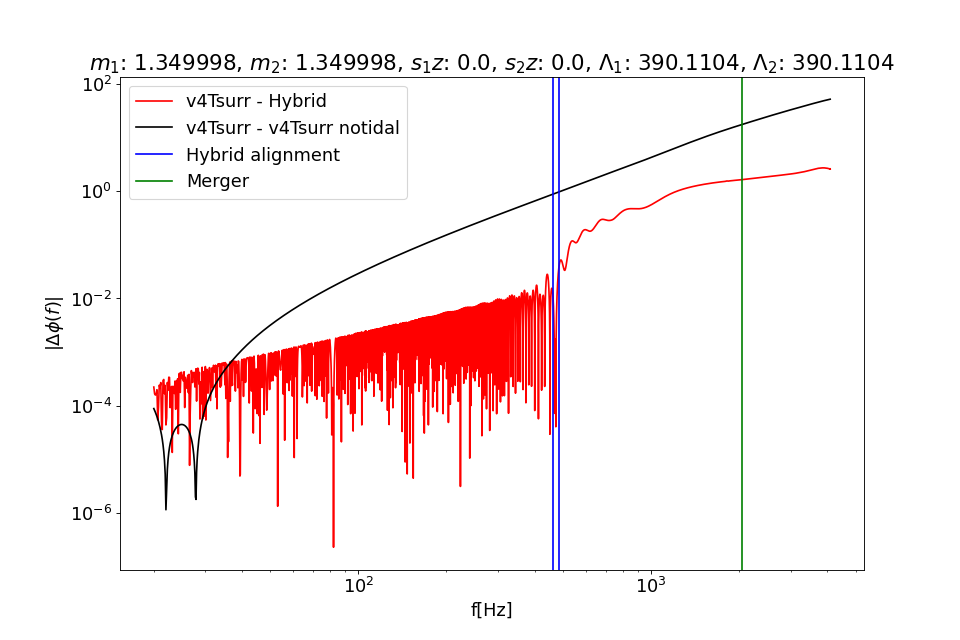 m₁: 1.349998, m₂: 1.349998, s₁z: 0.0, s₂z: 0.0, Λ₁: 390.1104, Λ₂: 390.1104
v4Tsurr - Hybrid
v4Tsurr - v4Tsurr notidal
Hybrid alignment
Merger
10²
10⁰
10⁻²
10⁻⁴
10⁻⁶
|Δϕ(f)|
10² 10³
f[Hz]